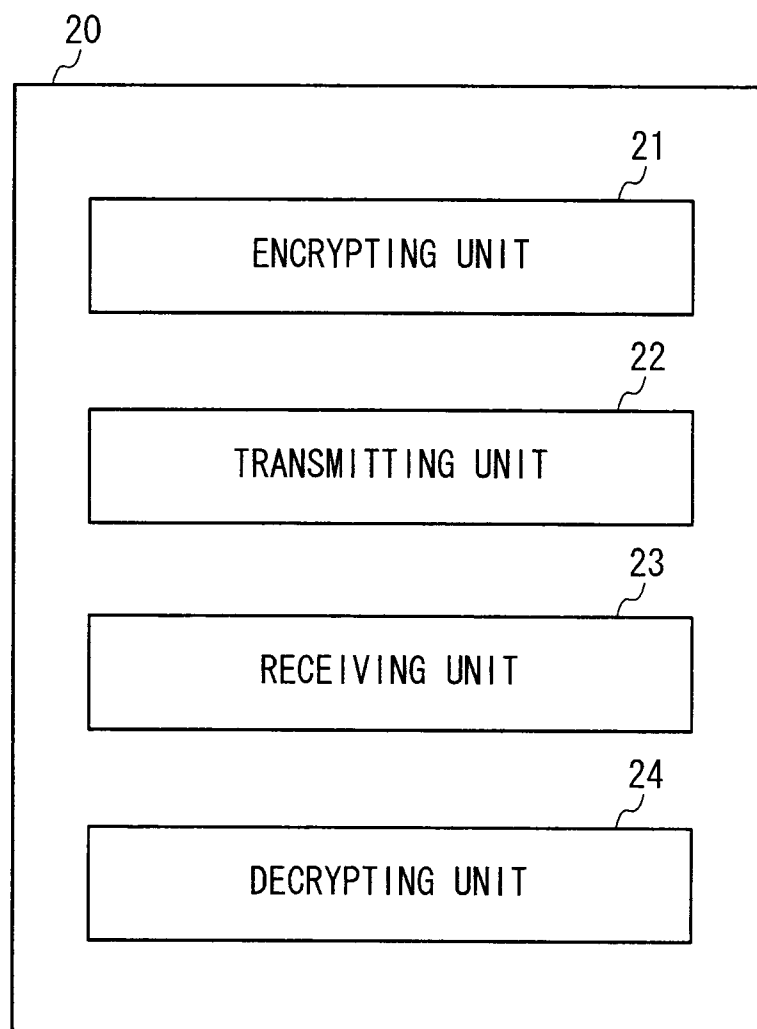 20
21
ENCRYPTING UNIT
22
TRANSMITTING UNIT
23
RECEIVING UNIT
24
DECRYPTING UNIT